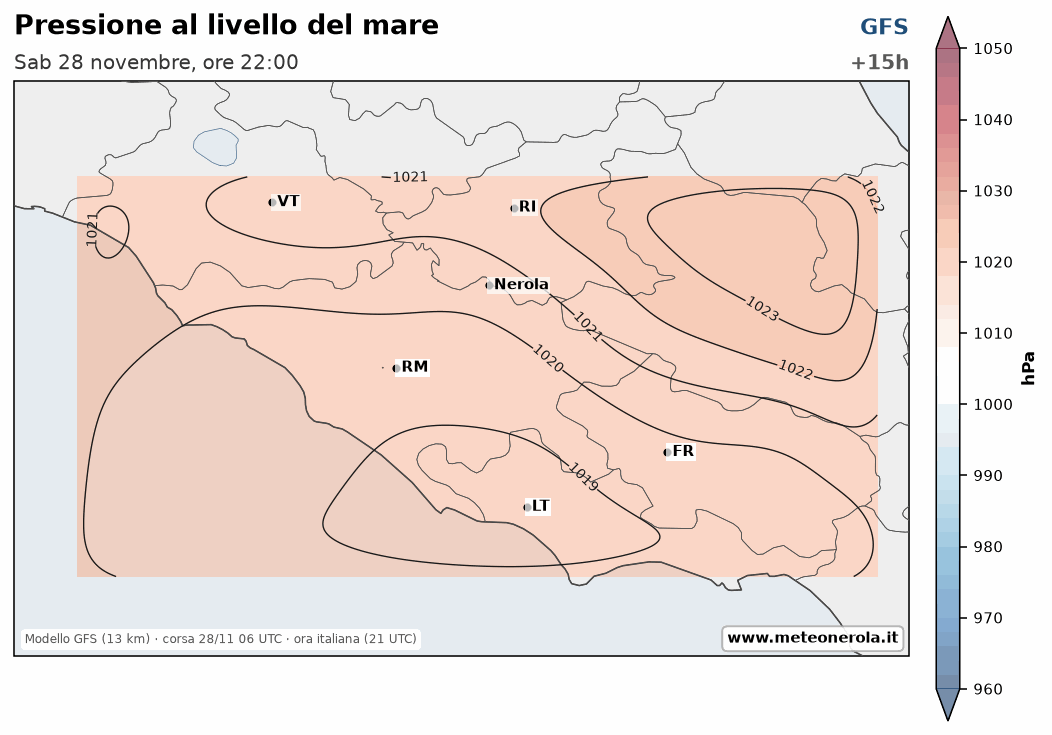 Pressione al livello del mare
GFS
Sab 28 novembre, ore 22:00
+15h
1021
1022
VT
RI
1021
Nerola
1023
1021
1020
RM
1022
FR
1019
LT
Modello GFS (13 km) · corsa 28/11 06 UTC · ora italiana (21 UTC)
www.meteonerola.it
1050
1040
1030
1020
1010
1000
990
980
970
960
hPa